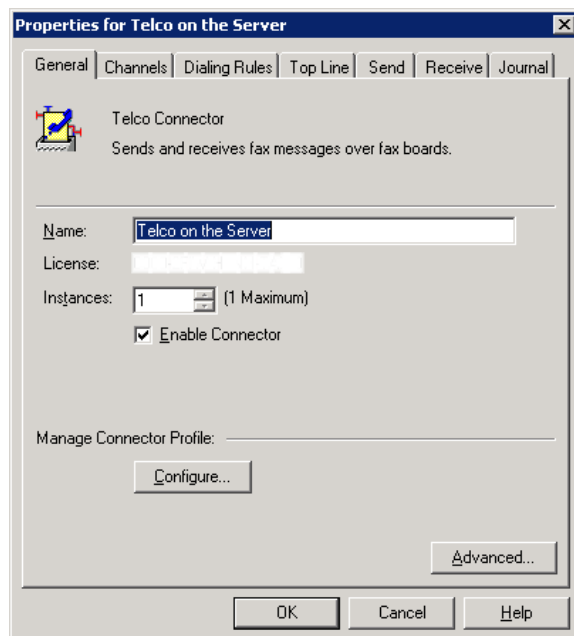 Properties for Telco on the Server
General Channels Dialing Rules Top Line Send Receive Journal
Telco Connector
Sends and receives fax messages over fax boards.
Name: Telco on the Server
License:
Instances: 1 (1 Maximum)
Enable Connector
Manage Connector Profile:
Configure...
Advanced...
OK Cancel Help